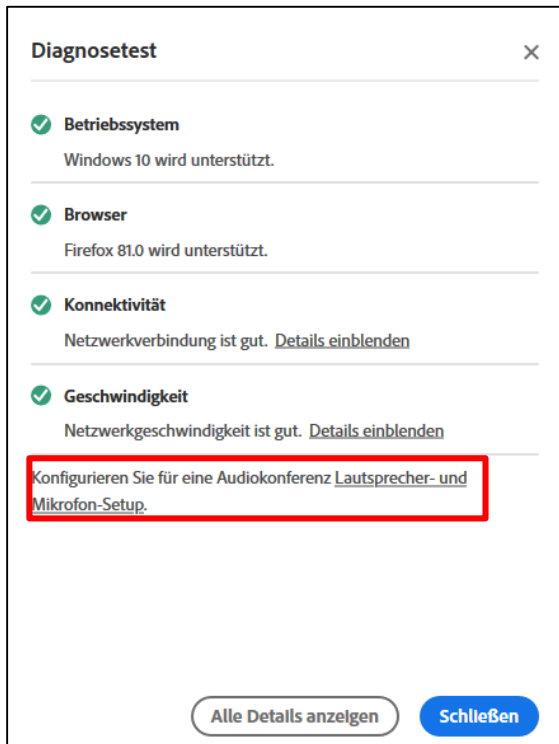 Diagnosetest
Betriebssystem
Windows 10 wird unterstützt.
Browser
Firefox 81.0 wird unterstützt.
Konnektivität
Netzwerkverbindung ist gut. Details einblenden
Geschwindigkeit
Netzwerkgeschwindigkeit ist gut. Details einblenden
Konfigurieren Sie für eine Audiokonferenz Lautsprecher- und
Mikrofon-Setup.
Alle Details anzeigen Schließen